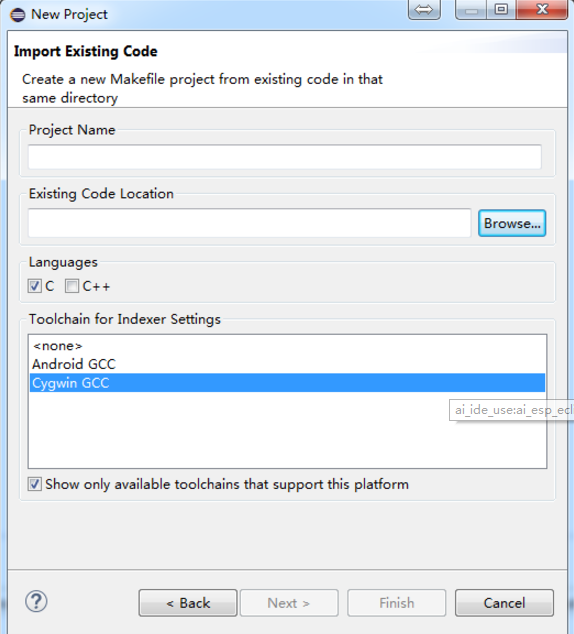 New Project
Import Existing Code
Create a new Makefile project from existing code in that
same directory
Project Name
Existing Code Location
Browse...
Languages
C C++
Toolchain for Indexer Settings
<none>
Android GCC
Cygwin GCC
ai_ide_use:ai_esp_ecl
Show only available toolchains that support this platform
?
< Back Next > Finish Cancel